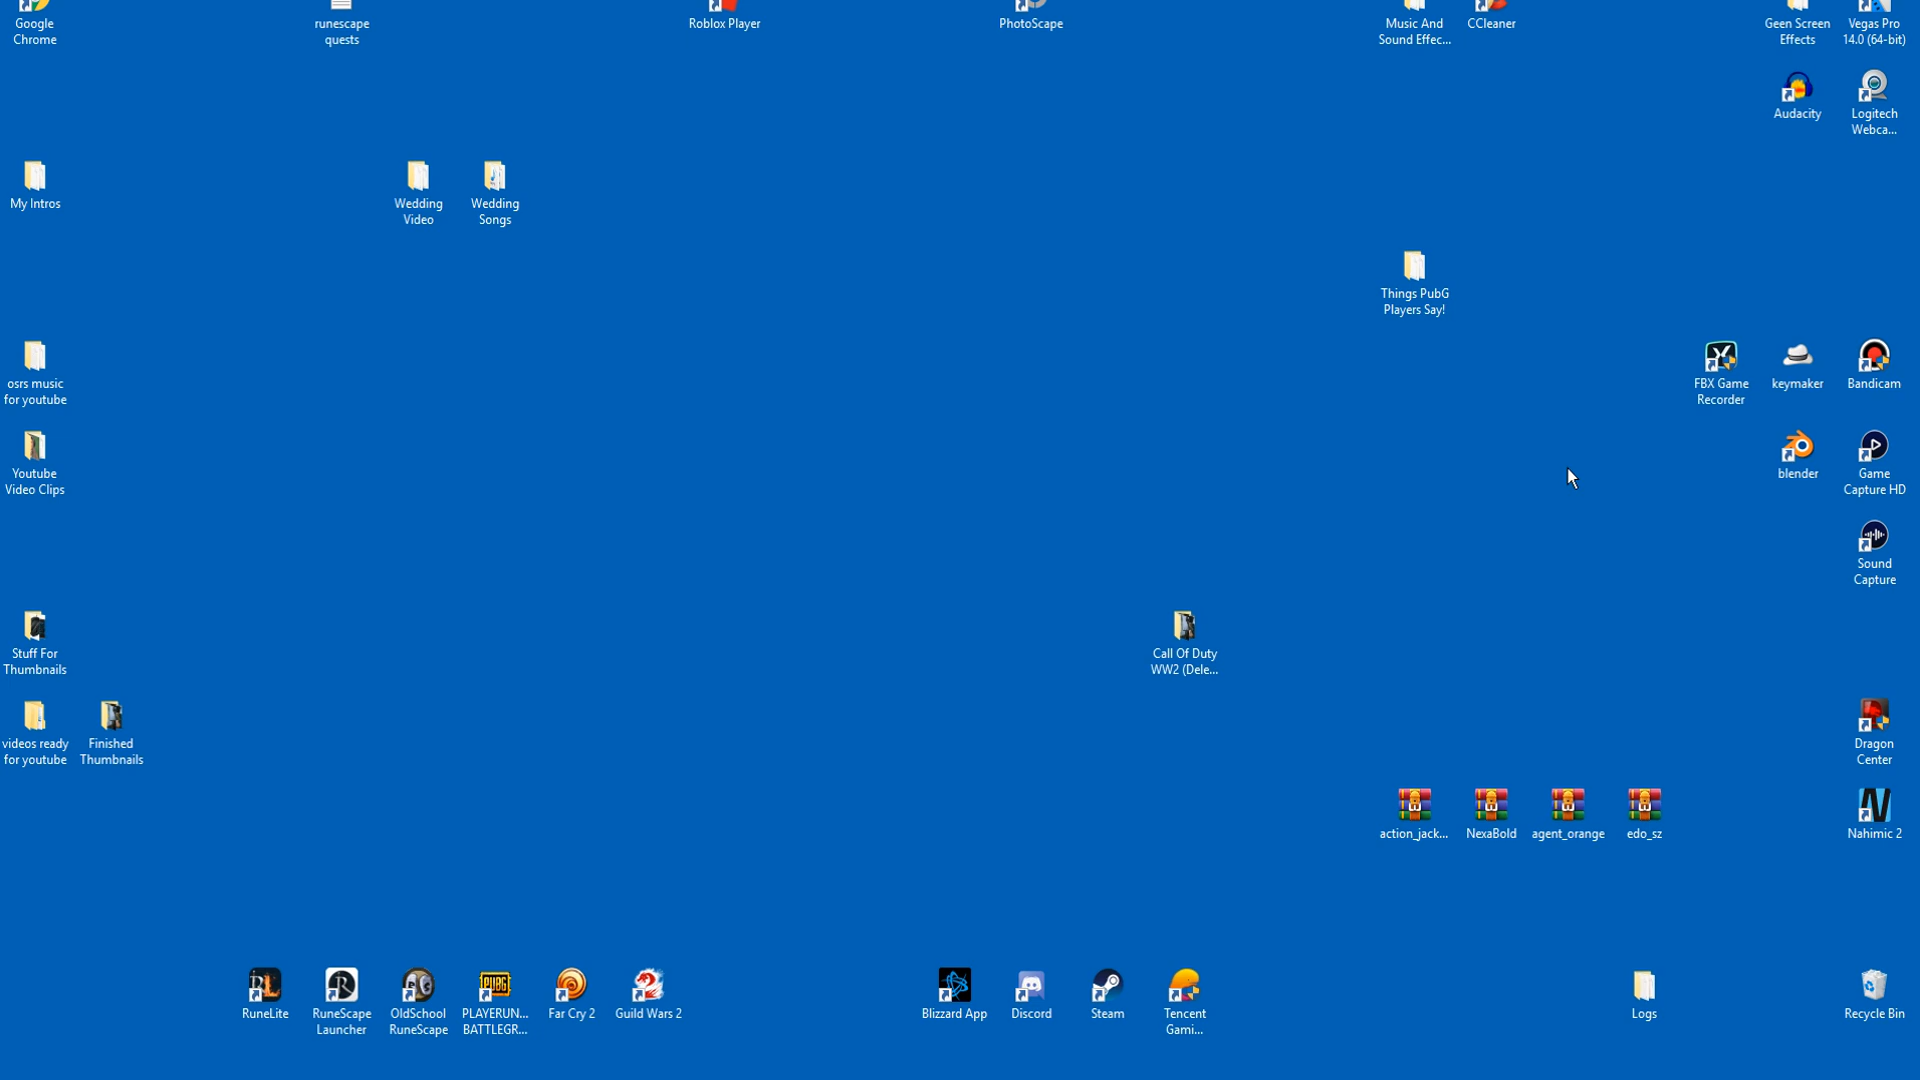 Google
Chrome
runescape
quests
Roblox Player
PhotoScape
Music And
Sound Effec...
CCleaner
Geen Screen
Effects
Vegas Pro
14.0 (64-bit)
Audacity
Logitech
Webca...
My Intros
Wedding
Video
Wedding
Songs
Things PubG
Players Say!
osrs music
for youtube
FBX Game
Recorder
keymaker
Bandicam
Youtube
Video Clips
blender
Game
Capture HD
Sound
Capture
Stuff For
Thumbnails
Call Of Duty
WW2 (Dele...
videos ready
for youtube
Finished
Thumbnails
Dragon
Center
action_jack...
NexaBold
agent_orange
edo_sz
Nahimic 2
RuneLite
RuneScape
Launcher
OldSchool
RuneScape
PUBG
PLAYERUN...
BATTLEGR...
Far Cry 2
Guild Wars 2
Blizzard App
Discord
Steam
Tencent
Gami...
Logs
Recycle Bin